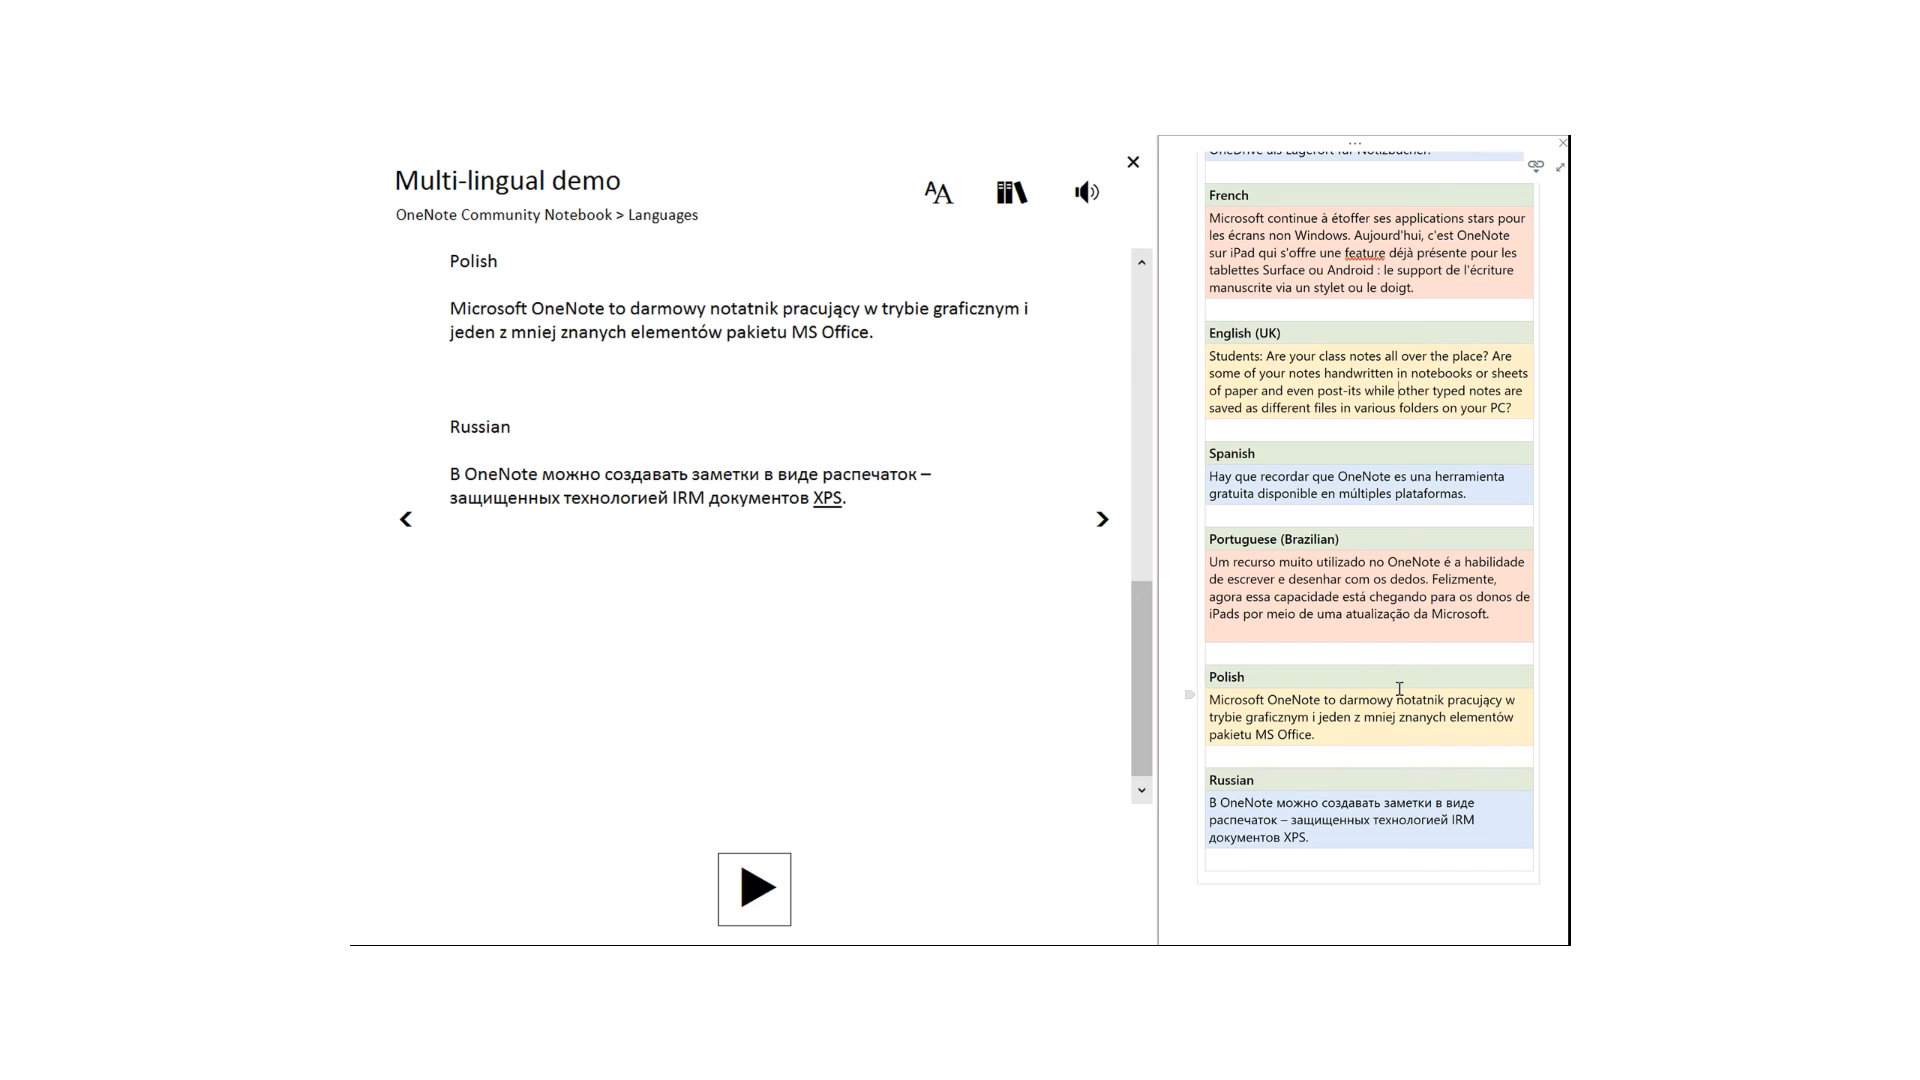 Multi-lingual demo
OneNote Community Notebook > Languages
AA
Polish
Microsoft OneNote to darmowy notatnik pracujący w trybie graficznym i
jeden z mniej znanych elementów pakietu MS Office.
Russian
В OneNote можно создавать заметки в виде распечаток –
защищенных технологией IRM документов XPS.
OneDrive als Lagerort für Notizbücher.
French
Microsoft continue à étoffer ses applications stars pour
les écrans non Windows. Aujourd'hui, c'est OneNote
sur iPad qui s'offre une feature déjà présente pour les
tablettes Surface ou Android : le support de l'écriture
manuscrite via un stylet ou le doigt.
English (UK)
Students: Are your class notes all over the place? Are
some of your notes handwritten in notebooks or sheets
of paper and even post-its while other typed notes are
saved as different files in various folders on your PC?
Spanish
Hay que recordar que OneNote es una herramienta
gratuita disponible en múltiples plataformas.
Portuguese (Brazilian)
Um recurso muito utilizado no OneNote é a habilidade
de escrever e desenhar com os dedos. Felizmente,
agora essa capacidade está chegando para os donos de
iPads por meio de uma atualização da Microsoft.
Polish
Microsoft OneNote to darmowy notatnik pracujący w
trybie graficznym i jeden z mniej znanych elementów
pakietu MS Office.
Russian
В OneNote можно создавать заметки в виде
распечаток – защищенных технологией IRM
документов XPS.